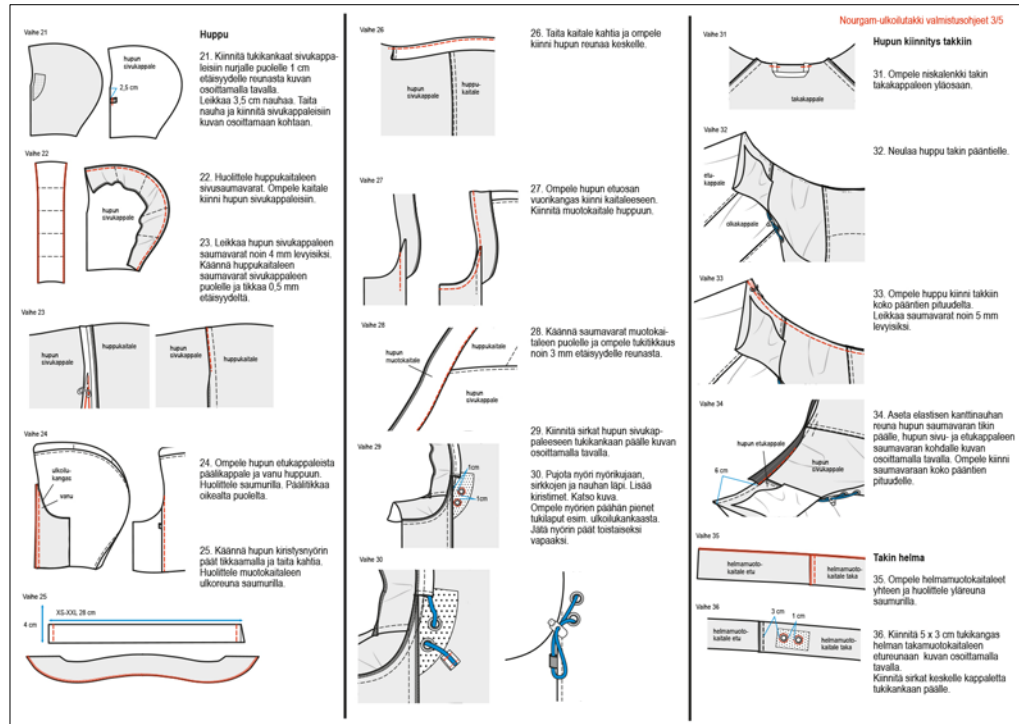 Nourgam-ulkoilutakki valmistusohjeet 3/5
Vaihe 21
hupun
sivukappale
2,5 cm
Huppu
21. Kiinnitä tukikankaat sivukappa-
leisiin nurjalle puolelle 1 cm
etäisyydelle reunasta kuvan
osoittamalla tavalla.
Leikkaa 3,5 cm nauhaa. Taita
nauha ja kiinnitä sivukappaleisiin
kuvan osoittamaan kohtaan.
Vaihe 22
hupun
sivukappale
22. Huolittele huppukaitaleen
sivusaumavarat. Ompele kaitale
kiinni hupun sivukappaleisiin.
23. Leikkaa hupun sivukappaleen
saumavarat noin 4 mm levyisiksi.
Käännä huppukaitaleen
saumavarat sivukappaleen
puolelle ja tikkaa 0,5 mm
etäisyydeltä.
Vaihe 23
hupun
sivukappale
huppukaitale
hupun
sivukappale
huppukaitale
Vaihe 24
ulkoilu-
kangas
vanu
24. Ompele hupun etukappaleista
päälikappale ja vanu huppuun.
Huolittele saumurilla. Päälitikkaa
oikealta puolelta.
25. Käännä hupun kiristysnyörin
päät tikkaamalla ja taita kahtia.
Huolittele muotokaitaleen
ulkoreuna saumurilla.
Vaihe 25
XS-XXL 28 cm
4 cm
Vaihe 26
hupun
sivukappale
huppu-
kaitale
26. Taita kaitale kahtia ja ompele
kiinni hupun reunaa keskelle.
Vaihe 27
27. Ompele hupun etuosan
vuorikangas kiinni kaitaleeseen.
Kiinnitä muotokaitale huppuun.
Vaihe 28
hupun
muotokaitale
huppukaitale
hupun
sivukappale
28. Käännä saumavarat muotokai-
taleen puolelle ja ompele tukitikkaus
noin 3 mm etäisyydelle reunasta.
Vaihe 29
1cm
1cm
29. Kiinnitä sirkat hupun sivukap-
paleeseen tukikankaan päälle kuvan
osoittamalla tavalla.
30. Pujota nyöri nyörikujaan,
sirkkojen ja nauhan läpi. Lisää
kiristimet. Katso kuva.
Ompele nyörien päähän pienet
tukilaput esim. ulkoilukankaasta.
Jätä nyörin päät toistaiseksi
vapaaksi.
Vaihe 30
Vaihe 31
takakappale
Hupun kiinnitys takkiin
31. Ompele niskalenkki takin
takakappaleen yläosaan.
Vaihe 32
etu-
kappale
olkakappale
32. Neulaa huppu takin pääntielle.
Vaihe 33
33. Ompele huppu kiinni takkiin
koko pääntien pituudelta.
Leikkaa saumavarat noin 5 mm
levyisiksi.
Vaihe 34
hupun etukappale
hupun
sivukappale
6 cm
34. Aseta elastisen kanttinauhan
reuna hupun saumavaran tikin
päälle, hupun sivu- ja etukappaleen
saumavaran kohdalle kuvan
osoittamalla tavalla. Ompele kiinni
saumavaraan koko pääntien
pituudelle.
Vaihe 35
helmamuoto-
kaitale etu
helmamuoto-
kaitale taka
Takin helma
35. Ompele helmamuotokaitaleet
yhteen ja huolittele yläreuna
saumurilla.
Vaihe 36
3 cm
1 cm
helmamuoto-
kaitale etu
helmamuoto-
kaitale taka
36. Kiinnitä 5 x 3 cm tukikangas
helman takamuotokaitaleen
etureunaan kuvan osoittamalla
tavalla.
Kiinnitä sirkat keskelle kappaletta
tukikankaan päälle.